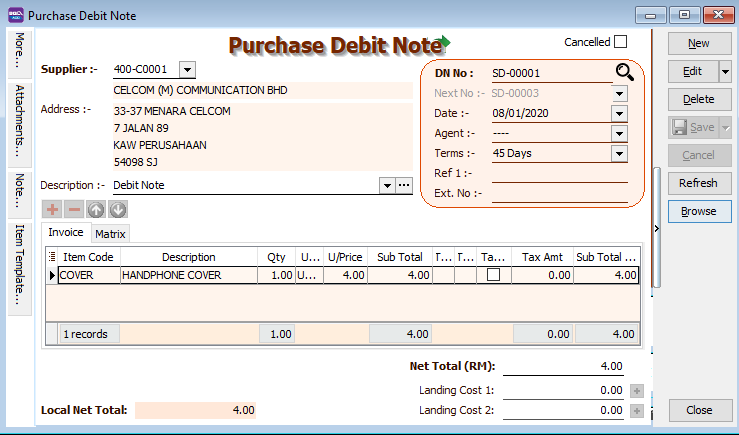 Purchase Debit Note
More...
Attachments...
Note...
Item Template...
Purchase Debit Note
Cancelled
Supplier :- 400-C0001
CELCOM (M) COMMUNICATION BHD
Address :- 33-37 MENARA CELCOM
7 JALAN 89
KAW PERUSAHAAN
54098 SJ
Description :- Debit Note
DN No : SD-00001
Next No :- SD-00003
Date :- 08/01/2020
Agent :- ----
Terms :- 45 Days
Ref 1 :-
Ext. No :-
New
Edit
Delete
Save
Cancel
Refresh
Browse
Invoice Matrix
Item Code Description Qty U... U/Price Sub Total T... T... Ta... Tax Amt Sub Total ...
COVER HANDPHONE COVER 1.00 U... 4.00 4.00 0.00 4.00
1 records 1.00 4.00 0.00 4.00
Net Total (RM): 4.00
Landing Cost 1: 0.00
Local Net Total: 4.00
Landing Cost 2: 0.00
Close